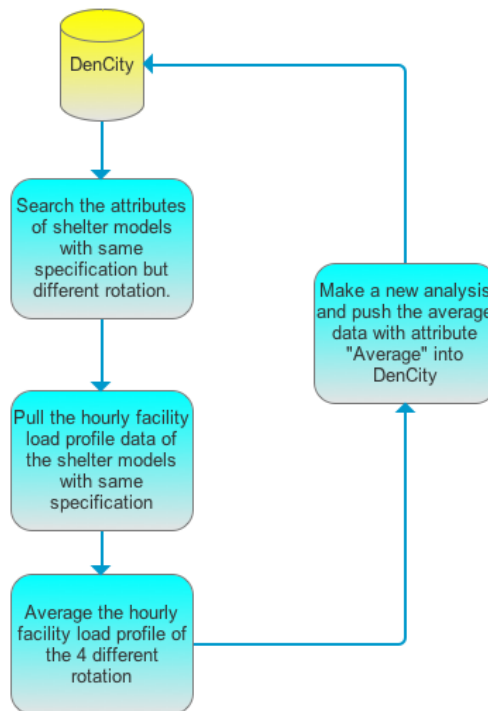 DenCity
Search the attributes
of shelter models
with same
specification but
different rotation.
Pull the hourly facility
load profile data of
the shelter models
with same
specification
Average the hourly
facility load profile of
the 4 different
rotation
Make a new analysis
and push the average
data with attribute
"Average" into
DenCity